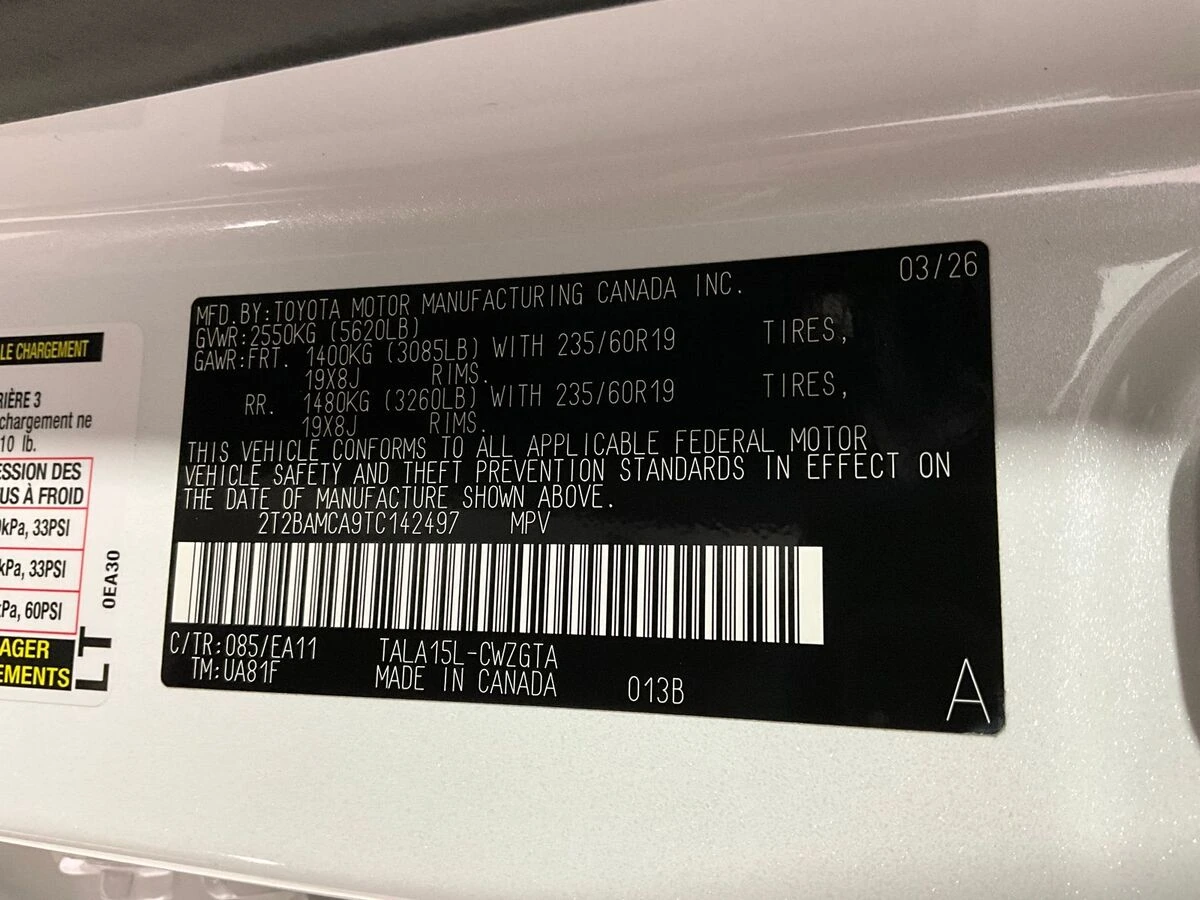 MFD.BY:TOYOTA MOTOR MANUFACTURING CANADA INC. 03/26
GVWR:2550KG (5620LB)
GAWR:FRT. 1400KG (3085LB) WITH 235/60R19 TIRES,
19X8J RIMS.
RR. 1480KG (3260LB) WITH 235/60R19 TIRES,
19X8J RIMS.
THIS VEHICLE CONFORMS TO ALL APPLICABLE FEDERAL MOTOR
VEHICLE SAFETY AND THEFT PREVENTION STANDARDS IN EFFECT ON
THE DATE OF MANUFACTURE SHOWN ABOVE.
2T2BAMCA9TC142497 MPV
C/TR:085/EA11 TALA15L-CWZGTA
TM:UA81F MADE IN CANADA 013B
A
LE CHARGEMENT
RIÈRE 3
chargement ne
10 lb.
ESSION DES
US À FROID
kPa, 33PSI
kPa, 33PSI
kPa, 60PSI
AGER
EMENTS
LT
0EA30